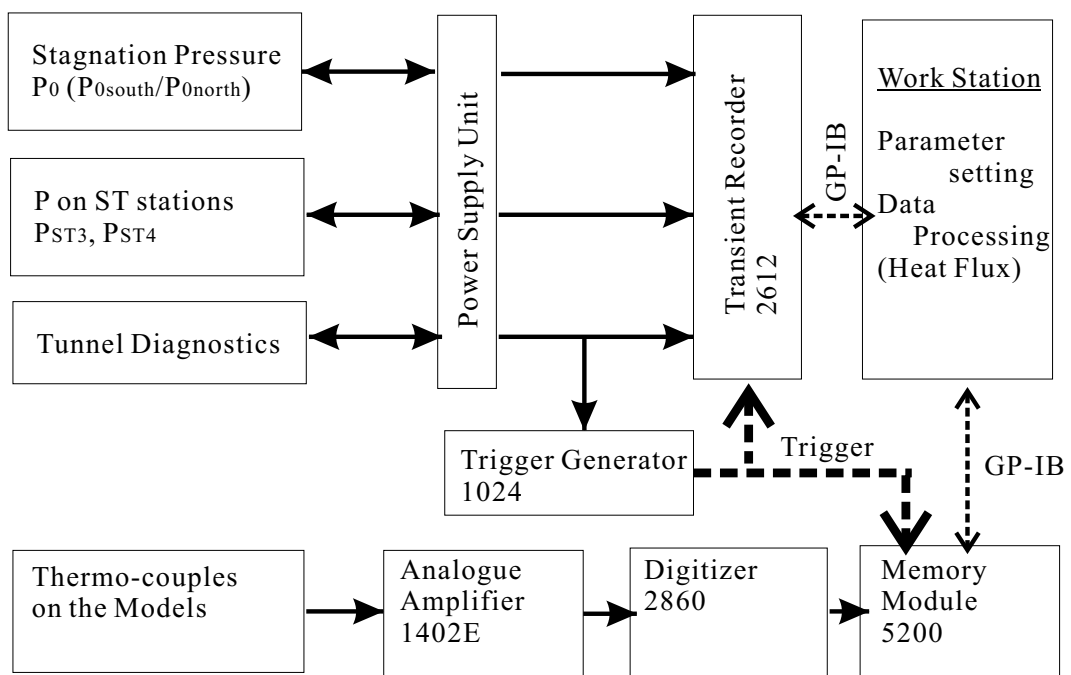 Stagnation Pressure
P0 (P0south/P0north)
P on ST stations
PST3, PST4
Tunnel Diagnostics
Power Supply Unit
Transient Recorder
2612
GP-IB
Work Station
Parameter
setting
Data
Processing
(Heat Flux)
Trigger Generator
1024
Trigger
GP-IB
Thermo-couples
on the Models
Analogue
Amplifier
1402E
Digitizer
2860
Memory
Module
5200